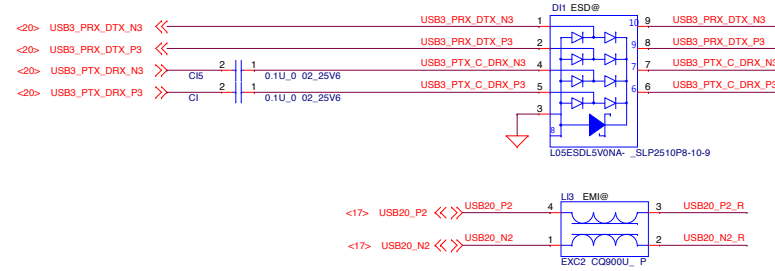 DI1 ESD@
<20> USB3_PRX_DTX_N3 USB3_PRX_DTX_N3 1 10 9 USB3_PRX_DTX_N3
<20> USB3_PRX_DTX_P3 USB3_PRX_DTX_P3 2 9 8 USB3_PRX_DTX_P3
<20> USB3_PTX_DRX_N3 2 1 USB3_PTX_C_DRX_N3 4 7 7 USB3_PTX_C_DRX_N3
CI5 0.1U_0 02_25V6
<20> USB3_PTX_DRX_P3 2 1 USB3_PTX_C_DRX_P3 5 6 6 USB3_PTX_C_DRX_P3
CI 0.1U_0 02_25V6
3
8
L05ESDL5V0NA- _SLP2510P8-10-9
LI3 EMI@
<17> USB20_P2 USB20_P2 4 3 USB20_P2_R
<17> USB20_N2 USB20_N2 1 2 USB20_N2_R
EXC2 CQ900U_ P